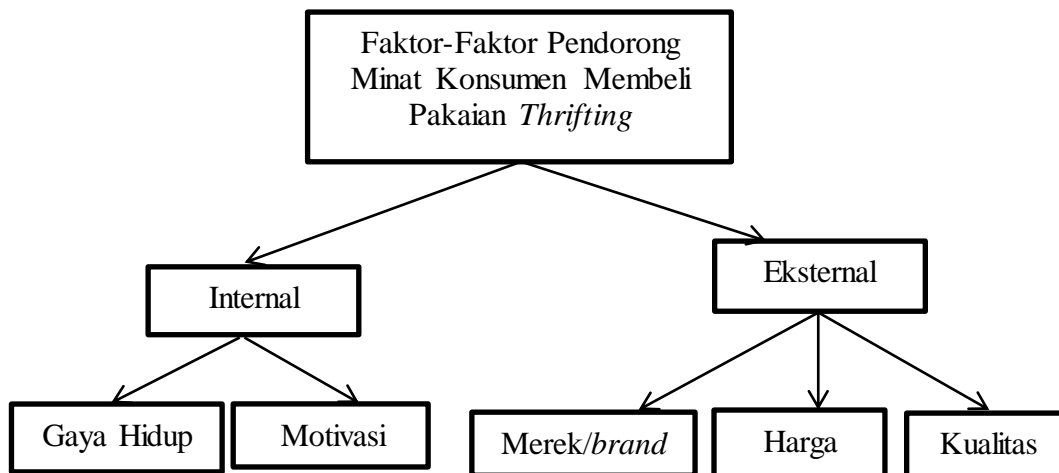 Faktor-Faktor Pendorong
Minat Konsumen Membeli
Pakaian Thrifting
Internal
Eksternal
Gaya Hidup
Motivasi
Merek/brand
Harga
Kualitas